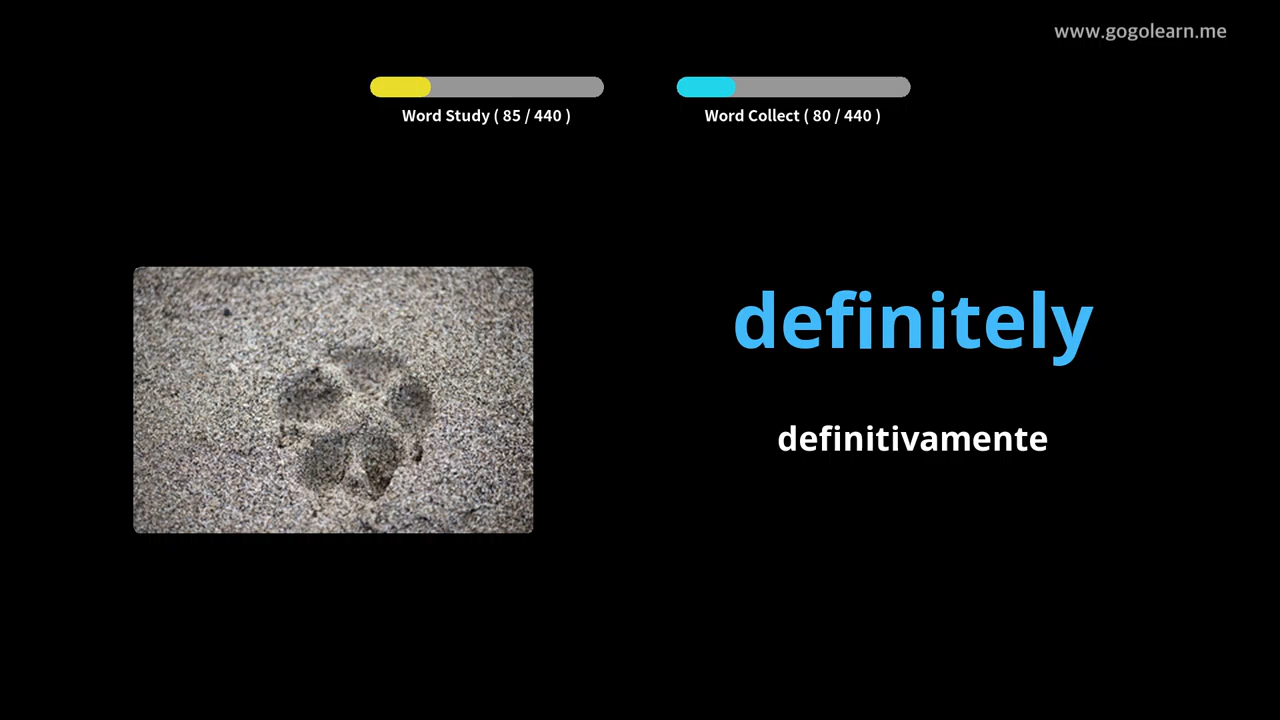 www.gogolearn.me
Word Study ( 85 / 440 )
Word Collect ( 80 / 440 )
definitely
definitivamente